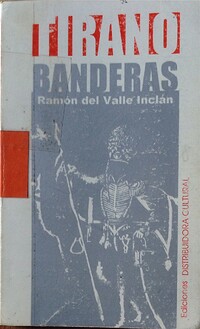 TIRANO
BANDERAS
Ramón del Valle Inclán
Ediciones DISTRIBUIDORA CULTURAL